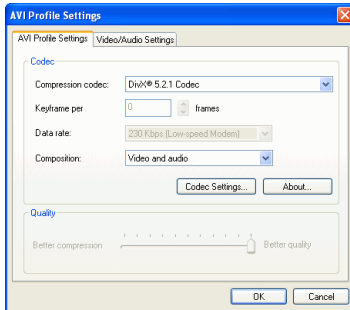 AVI Profile Settings
AVI Profile Settings Video/Audio Settings
Codec
Compression codec: DivX® 5.2.1 Codec
Keyframe per 0 frames
Data rate: 230 Kbps (Low-speed Modem)
Composition: Video and audio
Codec Settings... About...
Quality
Better compression Better quality
OK Cancel